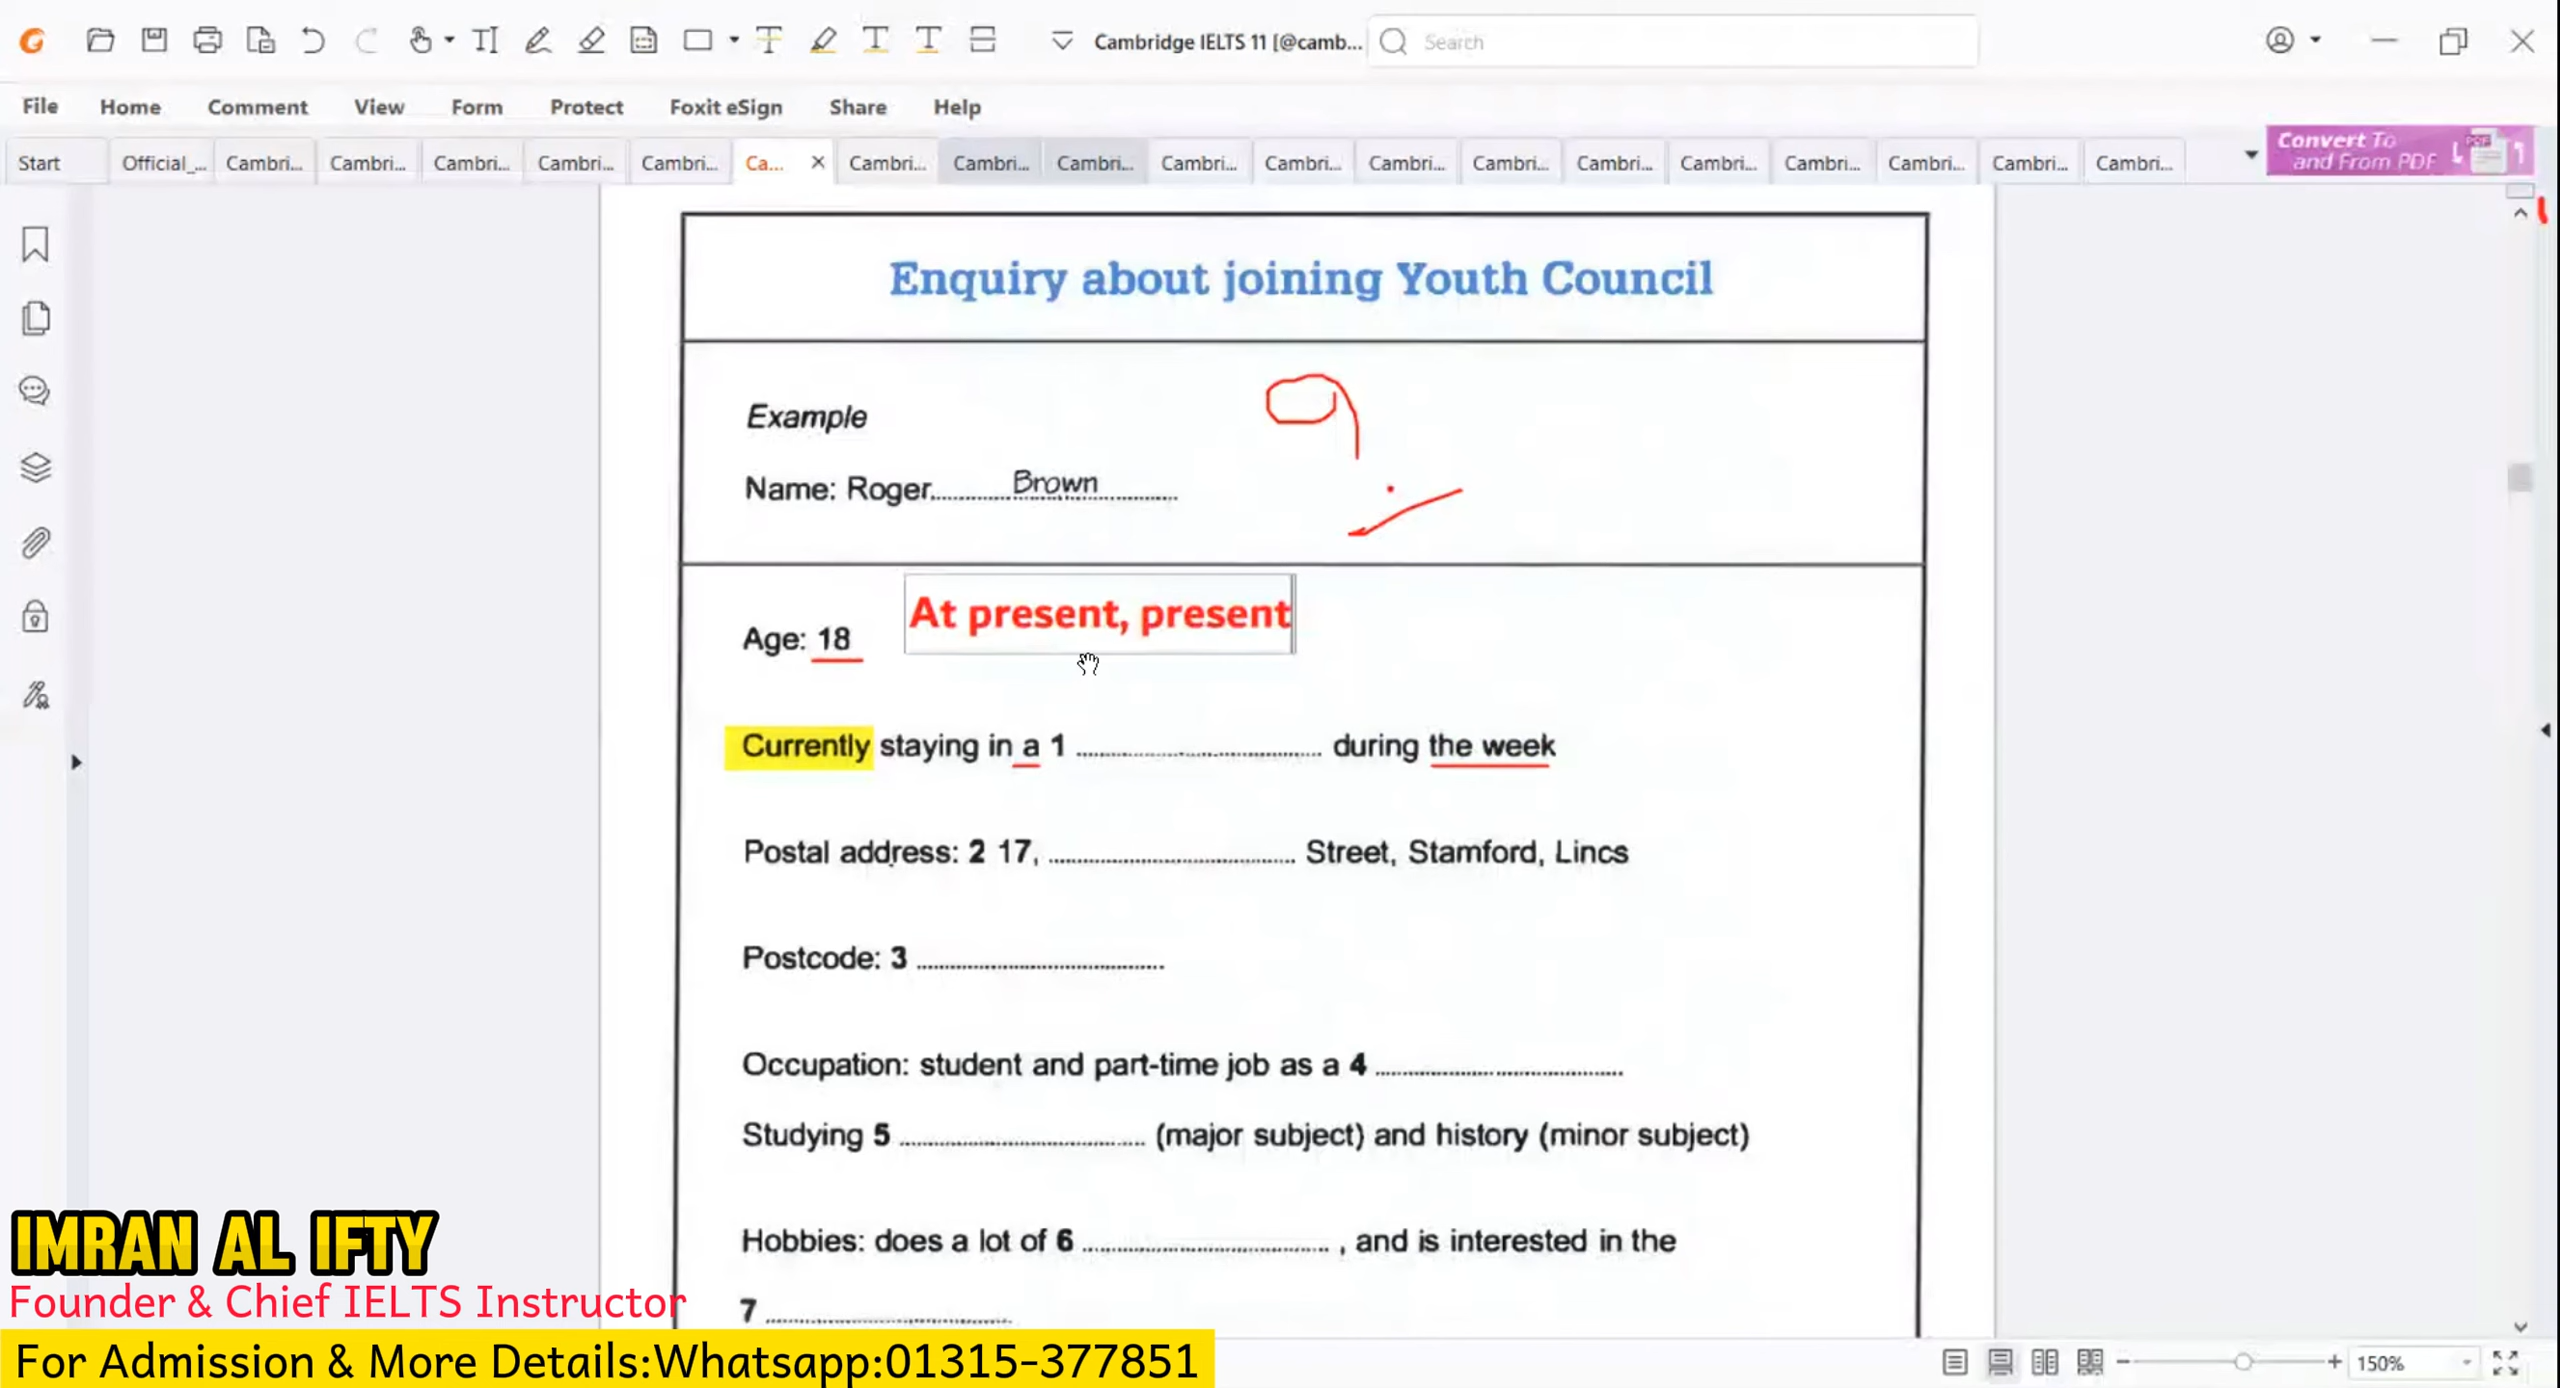 Cambridge IELTS 11 [@camb...
Search
File Home Comment View Form Protect Foxit eSign Share Help
Start Official_... Cambri... Cambri... Cambri... Cambri... Cambri... Ca... Cambri... Cambri... Cambri... Cambri... Cambri... Cambri... Cambri... Cambri... Cambri... Cambri... Cambri... Cambri... Cambri...
Convert To
and From PDF
PDF
Enquiry about joining Youth Council
Example
Name: Roger.............Brown.............
At present, present
Age: 18
Currently staying in a 1 ............................ during the week
Postal address: 2 17, ............................ Street, Stamford, Lincs
Postcode: 3 ............................
Occupation: student and part-time job as a 4 ............................
Studying 5 ............................ (major subject) and history (minor subject)
Hobbies: does a lot of 6 ............................ , and is interested in the
7 ............................
IMRAN AL IFTY
Founder & Chief IELTS Instructor
For Admission & More Details:Whatsapp:01315-377851
150%